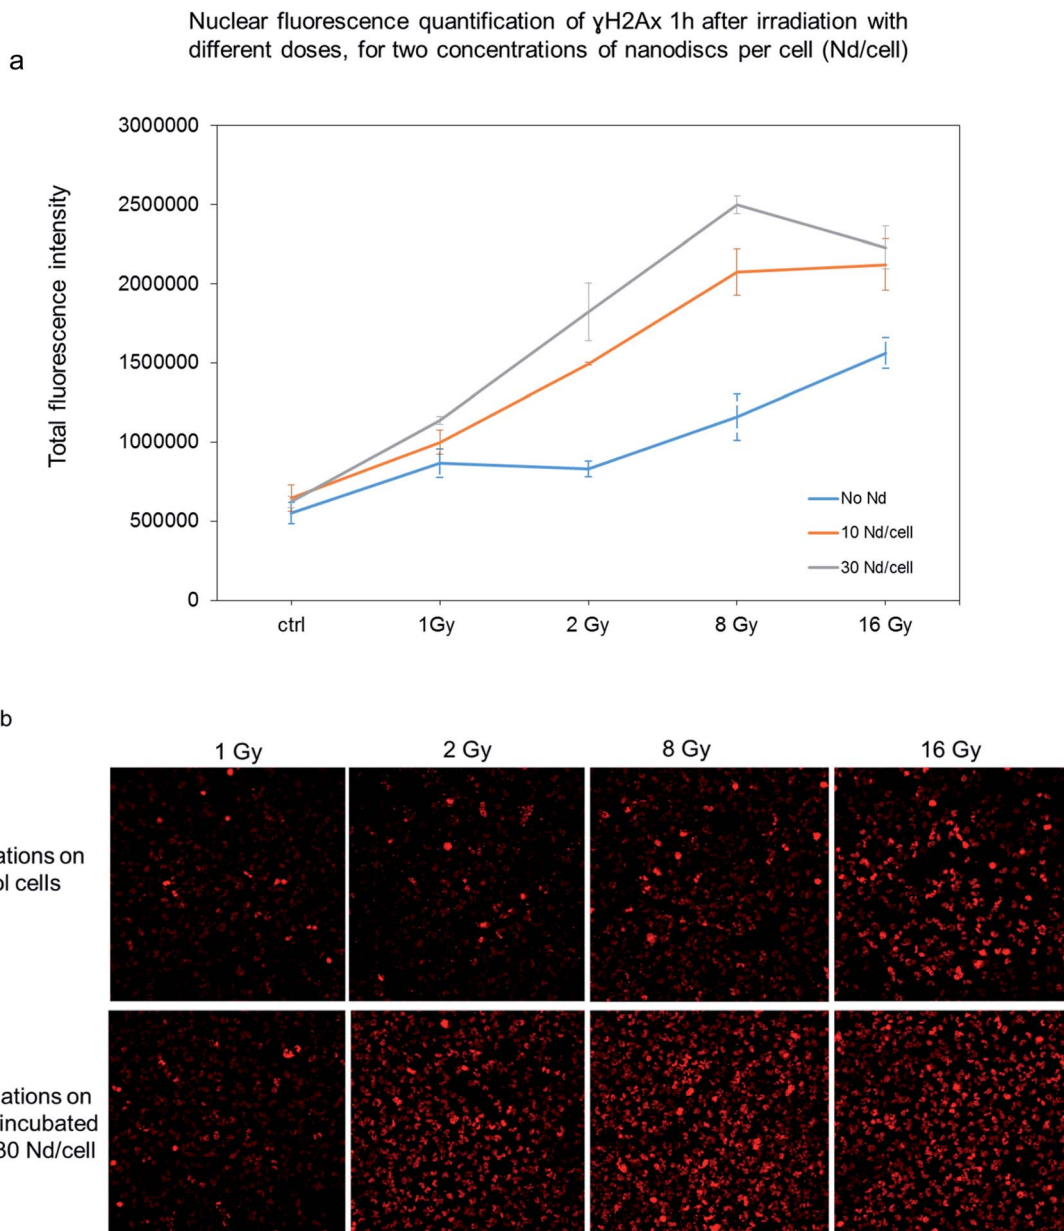 Nuclear fluorescence quantification of ɣH2Ax 1h after irradiation with
different doses, for two concentrations of nanodiscs per cell (Nd/cell)
a
3000000
2500000
2000000
1500000
1000000
500000
0
Total fluorescence intensity
No Nd
10 Nd/cell
30 Nd/cell
ctrl
1Gy
2 Gy
8 Gy
16 Gy
b
1 Gy
2 Gy
8 Gy
16 Gy
ations on
ol cells
ations on
incubated
30 Nd/cell